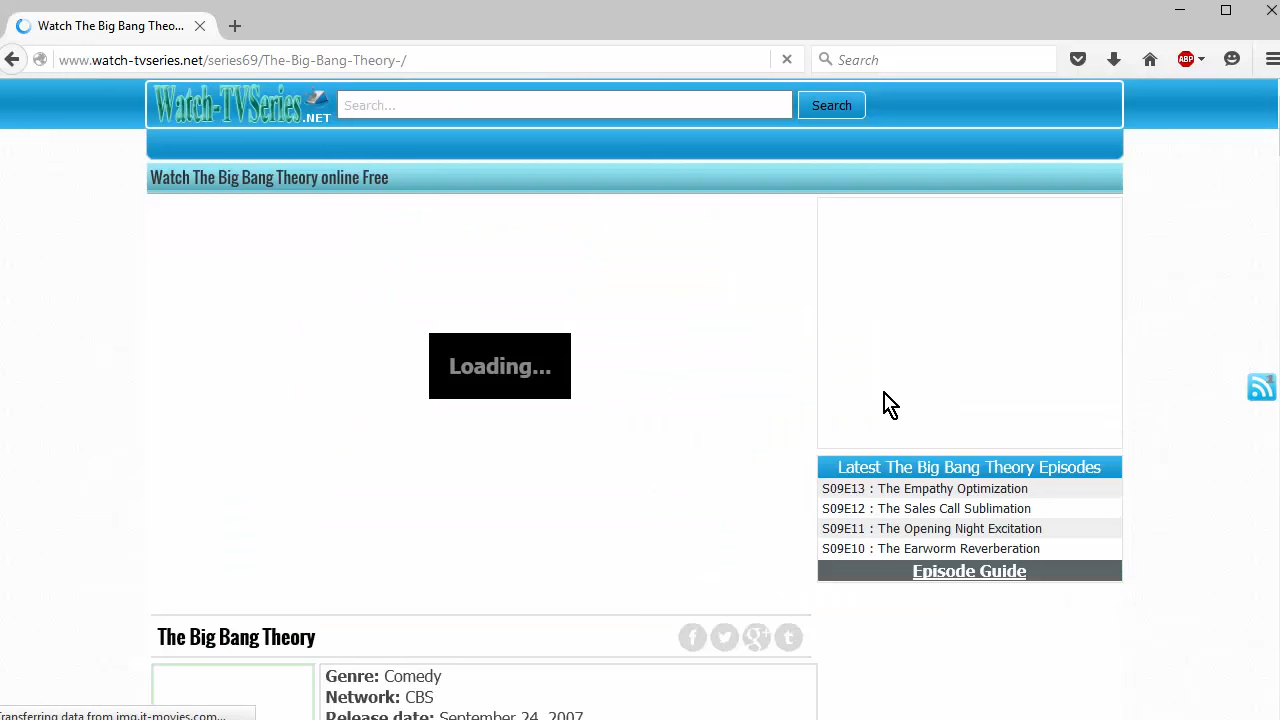 Watch The Big Bang Theo...
www.watch-tvseries.net/series69/The-Big-Bang-Theory-/
Search
ABP
Watch-TVSeries.NET
Search...
Search
Watch The Big Bang Theory online Free
Loading...
Latest The Big Bang Theory Episodes
S09E13 : The Empathy Optimization
S09E12 : The Sales Call Sublimation
S09E11 : The Opening Night Excitation
S09E10 : The Earworm Reverberation
Episode Guide
The Big Bang Theory
f
g+
t
Genre: Comedy
Network: CBS
Release date: September 24, 2007
Transferring data from img.it-movies.com...